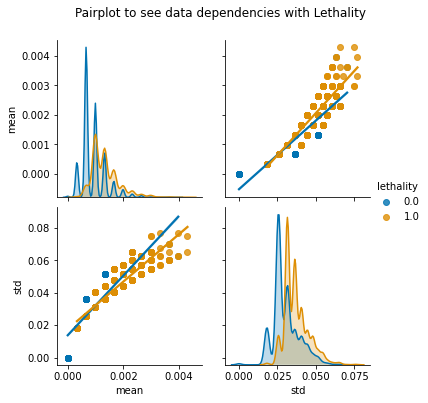 Pairplot to see data dependencies with Lethality
0.004
0.003
0.002
0.001
0.000
mean
lethality
0.0
1.0
0.08
0.06
0.04
0.02
0.00
std
0.000 0.002 0.004
mean
0.000 0.025 0.050 0.075
std